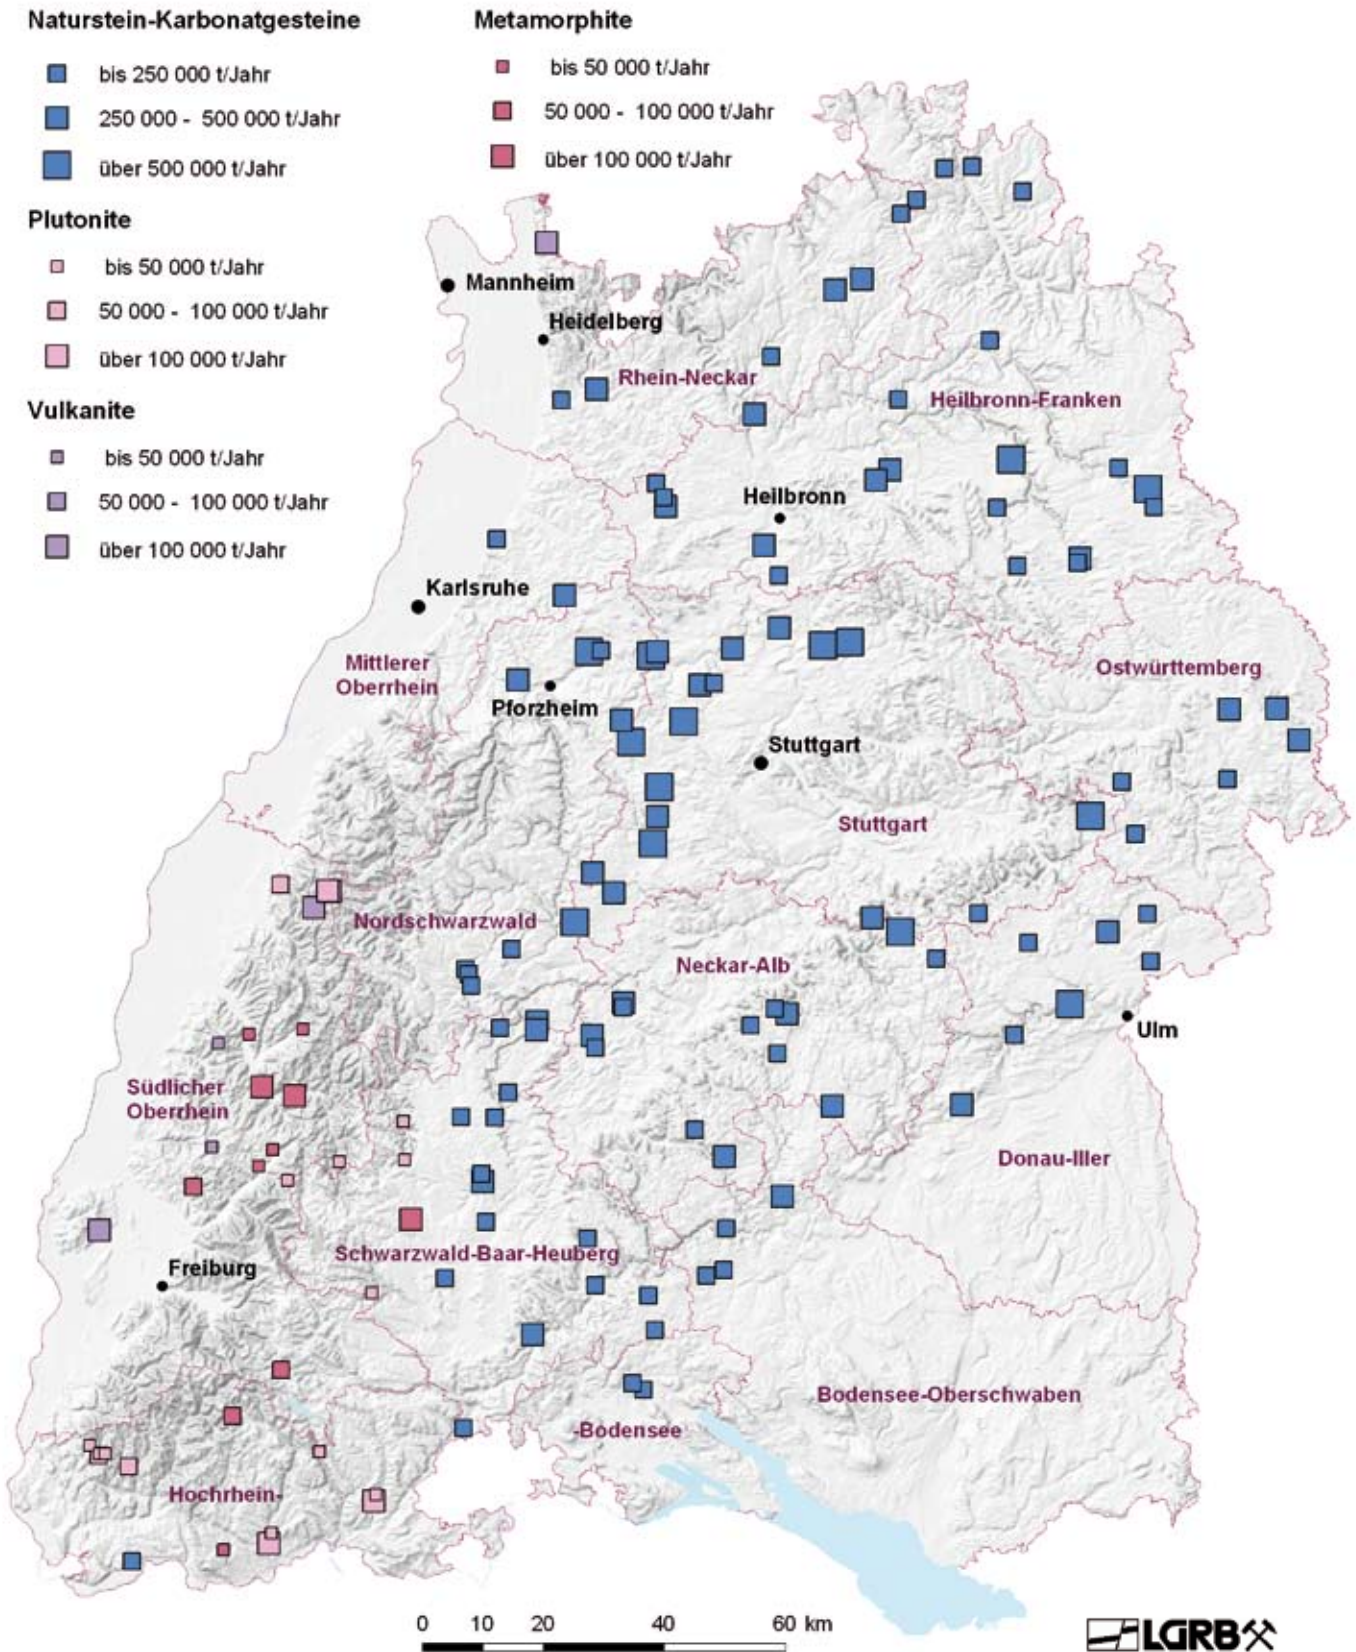 Naturstein-Karbonatgesteine
bis 250 000 t/Jahr
250 000 - 500 000 t/Jahr
über 500 000 t/Jahr
Plutonite
bis 50 000 t/Jahr
50 000 - 100 000 t/Jahr
über 100 000 t/Jahr
Vulkanite
bis 50 000 t/Jahr
50 000 - 100 000 t/Jahr
über 100 000 t/Jahr
Metamorphite
bis 50 000 t/Jahr
50 000 - 100 000 t/Jahr
über 100 000 t/Jahr
Mannheim
Heidelberg
Rhein-Neckar
Heilbronn-Franken
Heilbronn
Karlsruhe
Mittlerer
Oberrhein
Ostwürttemberg
Pforzheim
Stuttgart
Stuttgart
Nordschwarzwald
Neckar-Alb
Ulm
Südlicher
Oberrhein
Donau-Iller
Schwarzwald-Baar-Heuberg
Freiburg
Bodensee-Oberschwaben
-Bodensee
Hochrhein-
0 10 20 40 60 km
LGRB